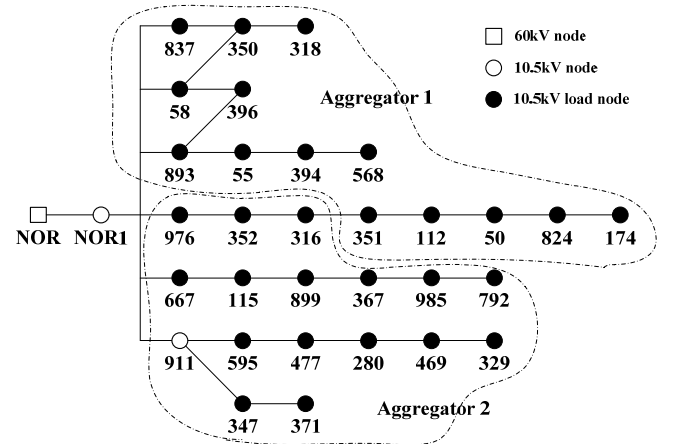 837 350 318
60kV node
10.5kV node
10.5kV load node
58 396
Aggregator 1
893 55 394 568
NOR NOR1 976 352 316 351 112 50 824 174
667 115 899 367 985 792
911 595 477 280 469 329
347 371
Aggregator 2